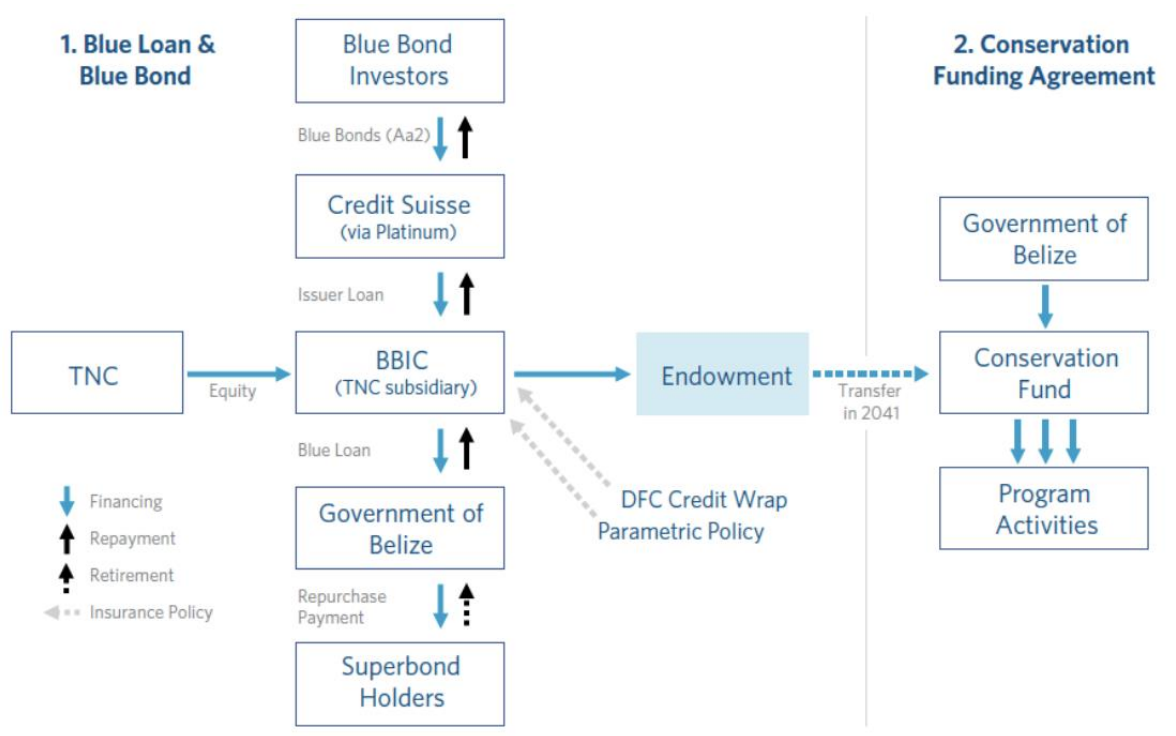 1. Blue Loan &
Blue Bond
Blue Bond
Investors
2. Conservation
Funding Agreement
Blue Bonds (Aa2)
Credit Suisse
(via Platinum)
Government of
Belize
Issuer Loan
TNC
Equity
BBIC
(TNC subsidiary)
Endowment
Transfer
in 2041
Conservation
Fund
Blue Loan
Financing
Repayment
Retirement
Insurance Policy
Government of
Belize
DFC Credit Wrap
Parametric Policy
Program
Activities
Repurchase
Payment
Superbond
Holders